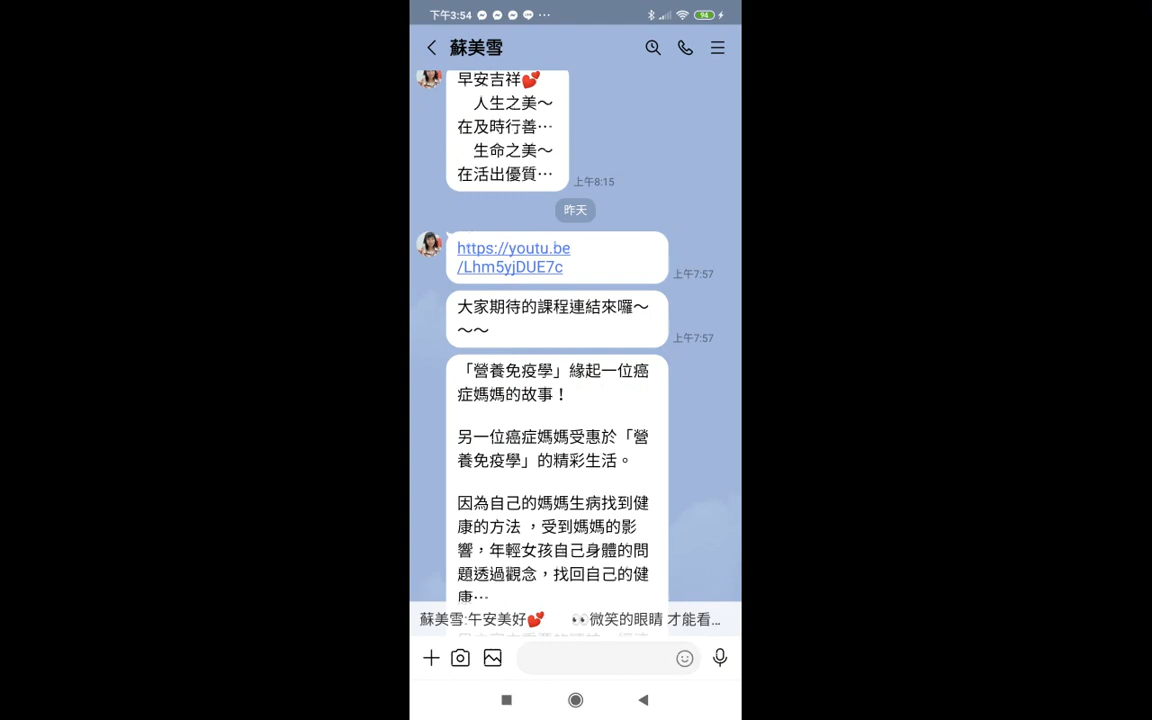 下午3:54 ...
94
蘇美雪
早安吉祥💕
人生之美～
在及時行善…
生命之美～
在活出優質…
上午8:15
昨天
https://youtu.be
/Lhm5yjDUE7c
上午7:57
大家期待的課程連結來囉～
～～
上午7:57
「營養免疫學」緣起一位癌
症媽媽的故事！
另一位癌症媽媽受惠於「營
養免疫學」的精彩生活。
因為自己的媽媽生病找到健
康的方法 ，受到媽媽的影
響，年輕女孩自己身體的問
題透過觀念，找回自己的健
康…
蘇美雪:午安美好💕 👀微笑的眼睛 才能看...